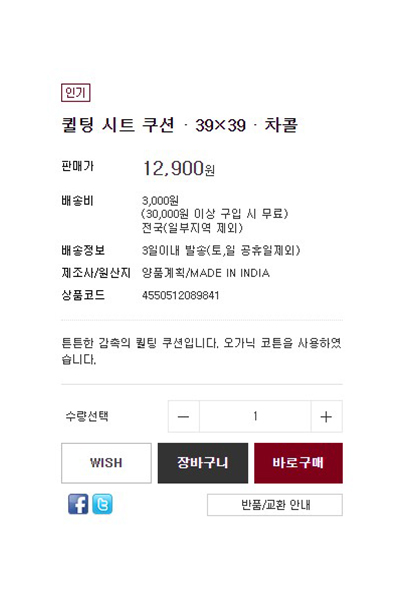 인기
퀼팅 시트 쿠션 · 39×39 · 차콜
판매가 12,900원
배송비 3,000원
(30,000원 이상 구입 시 무료)
전국(일부지역 제외)
배송정보 3일이내 발송(토,일 공휴일제외)
제조사/원산지 양품계획/MADE IN INDIA
상품코드 4550512089841
튼튼한 감촉의 퀼팅 쿠션입니다. 오가닉 코튼을 사용하였
습니다.
수량선택 − 1 +
WISH 장바구니 바로구매
f t 반품/교환 안내